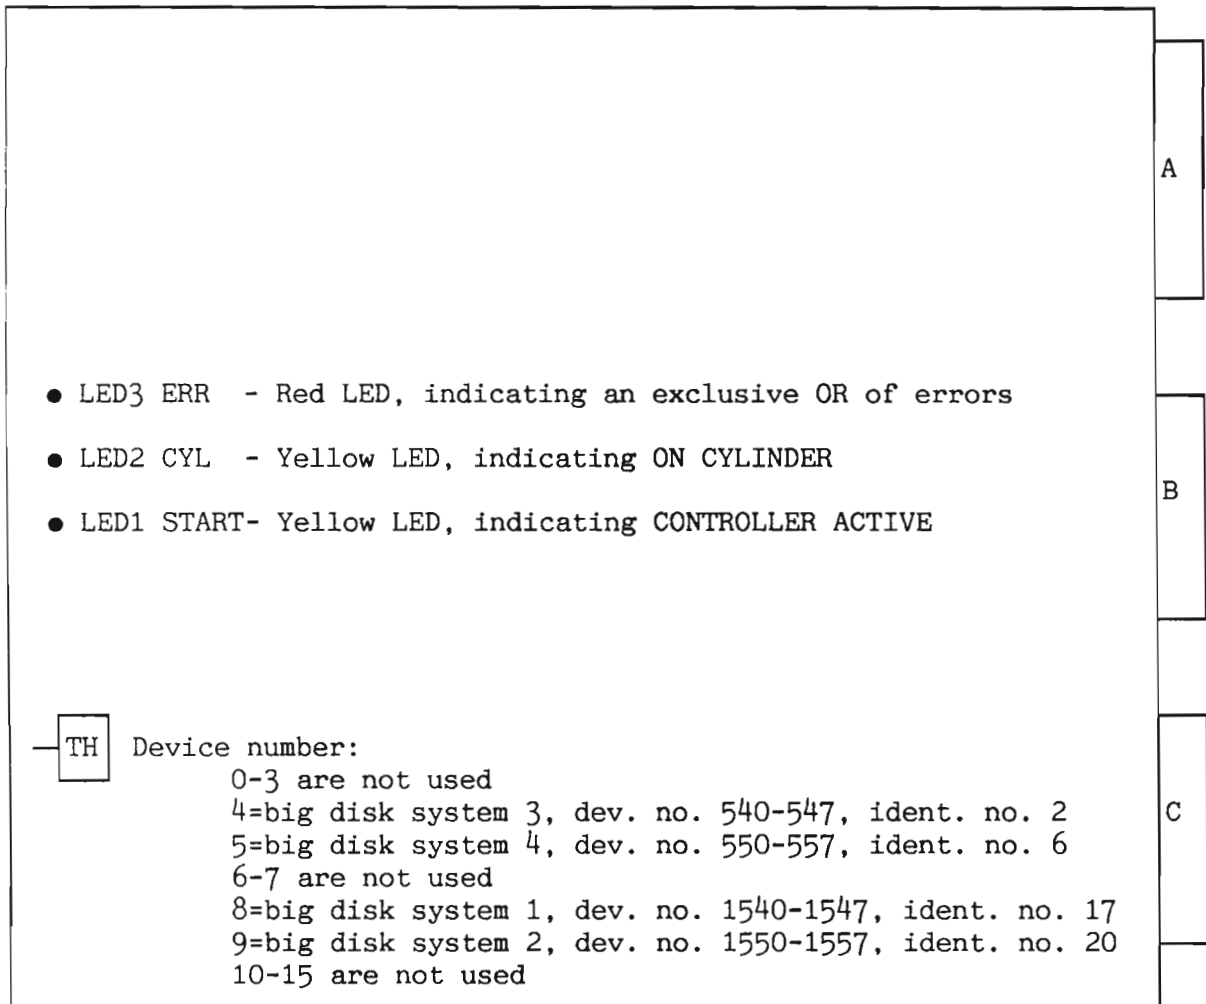 A
● LED3 ERR  - Red LED, indicating an exclusive OR of errors
● LED2 CYL  - Yellow LED, indicating ON CYLINDER
B
● LED1 START- Yellow LED, indicating CONTROLLER ACTIVE
TH Device number:
0-3 are not used
4=big disk system 3, dev. no. 540-547, ident. no. 2
C
5=big disk system 4, dev. no. 550-557, ident. no. 6
6-7 are not used
8=big disk system 1, dev. no. 1540-1547, ident. no. 17
9=big disk system 2, dev. no. 1550-1557, ident. no. 20
10-15 are not used